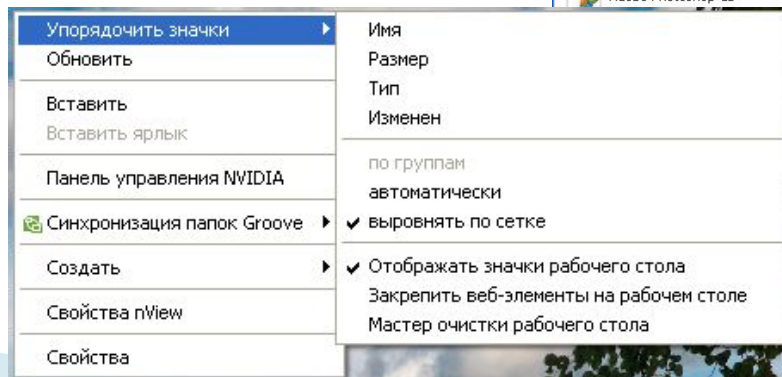 Упорядочить значки
Обновить
Вставить
Вставить ярлык
Панель управления NVIDIA
Синхронизация папок Groove
Создать
Свойства nView
Свойства
Имя
Размер
Тип
Изменен
по группам
автоматически
выровнять по сетке
Отображать значки рабочего стола
Закрепить веб-элементы на рабочем столе
Мастер очистки рабочего стола